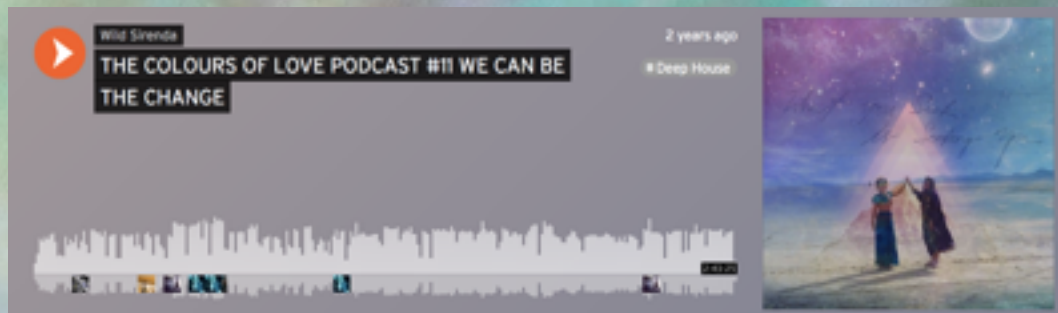 Wild Sirenda
2 years ago
THE COLOURS OF LOVE PODCAST #11 WE CAN BE
THE CHANGE
# Deep House